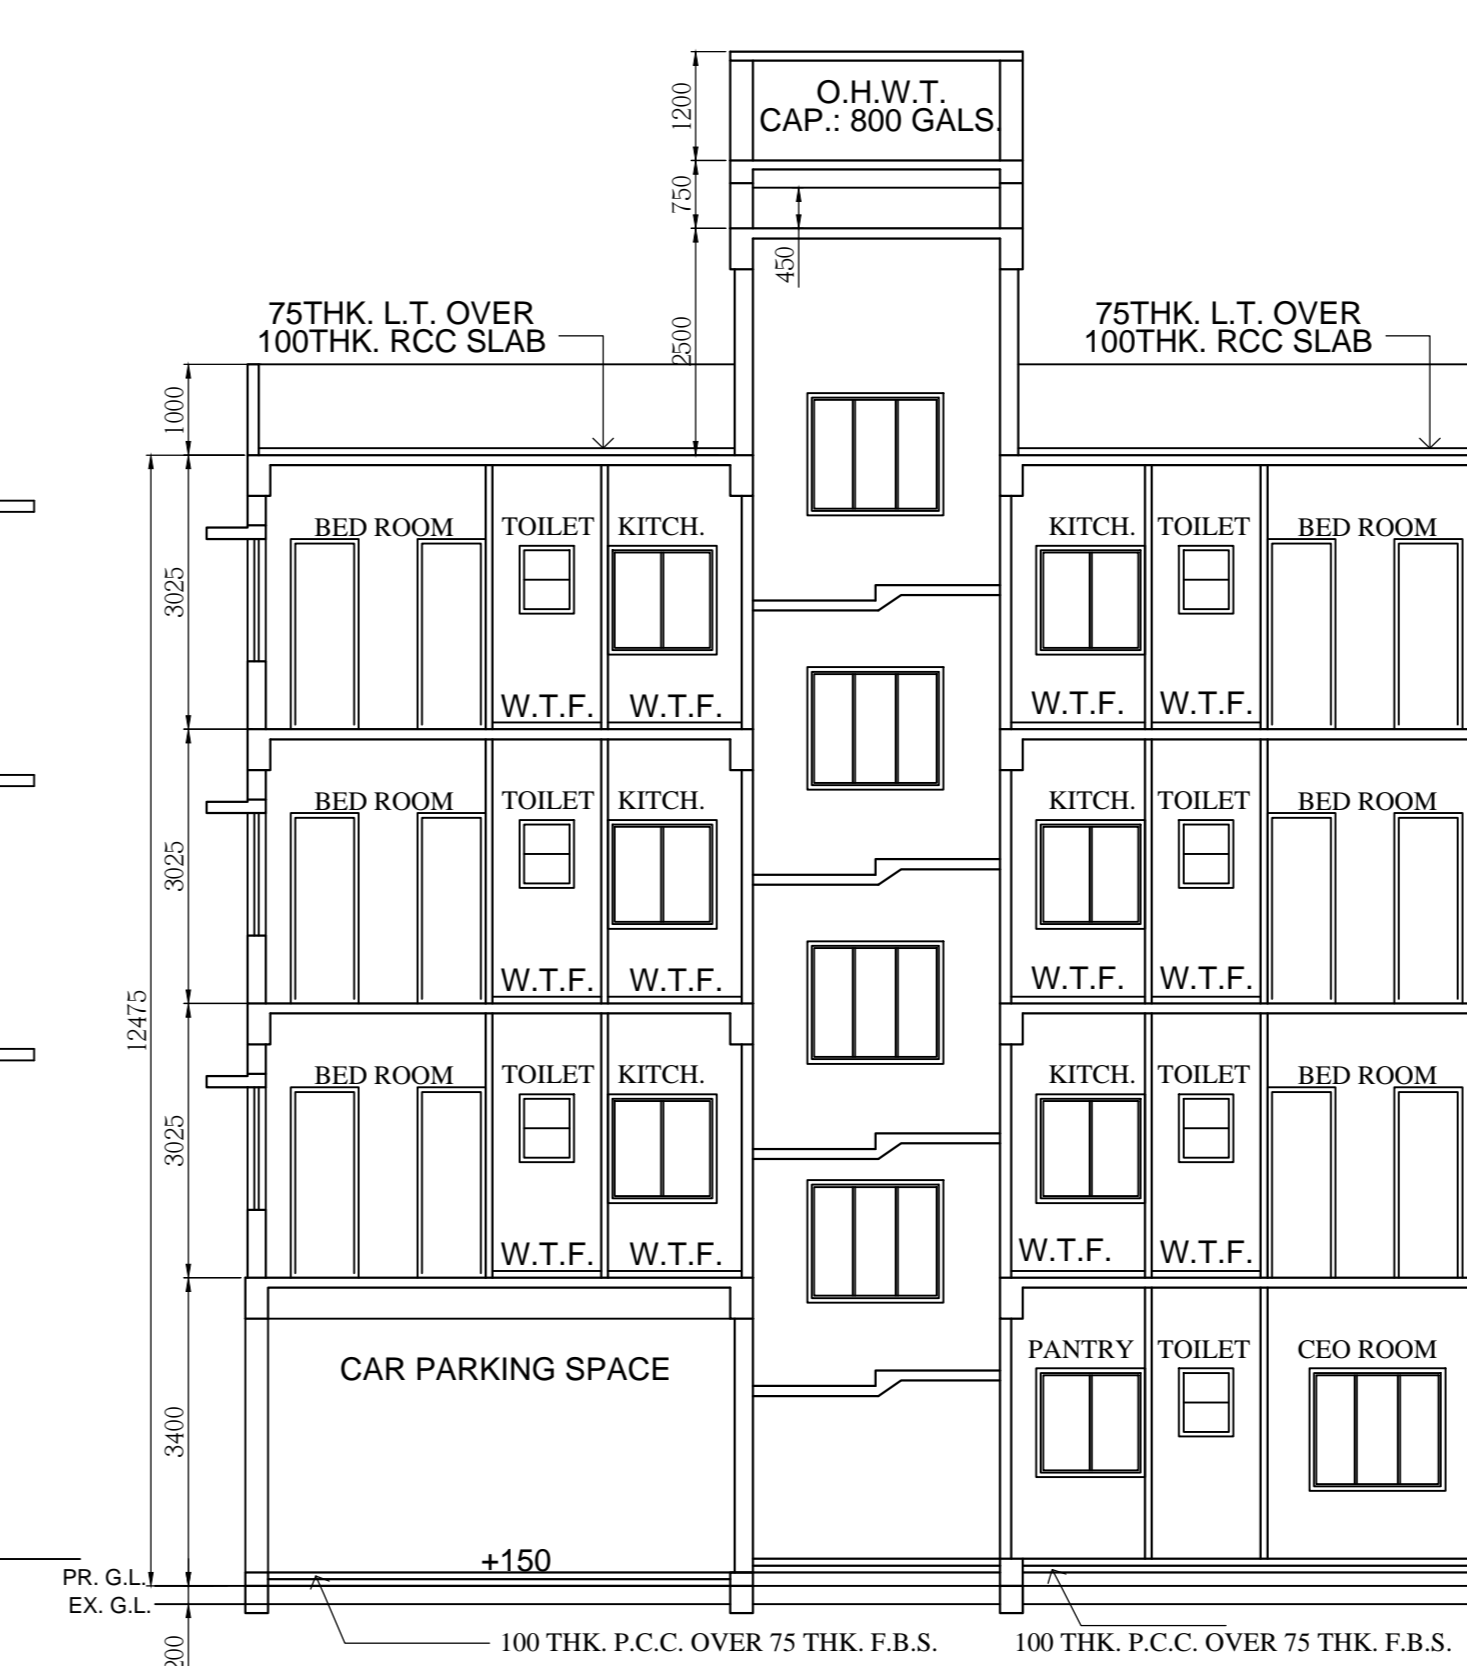 O.H.W.T.
CAP.: 800 GALS.
1200
750
450
2500
75THK. L.T. OVER
100THK. RCC SLAB
75THK. L.T. OVER
100THK. RCC SLAB
1000
BED ROOM TOILET KITCH. KITCH. TOILET BED ROOM
3025
W.T.F. W.T.F. W.T.F. W.T.F.
BED ROOM TOILET KITCH. KITCH. TOILET BED ROOM
3025
W.T.F. W.T.F. W.T.F. W.T.F.
12475
BED ROOM TOILET KITCH. KITCH. TOILET BED ROOM
3025
W.T.F. W.T.F. W.T.F. W.T.F.
PANTRY TOILET CEO ROOM
CAR PARKING SPACE
3400
+150
PR. G.L.
EX. G.L.
100 THK. P.C.C. OVER 75 THK. F.B.S. 100 THK. P.C.C. OVER 75 THK. F.B.S.